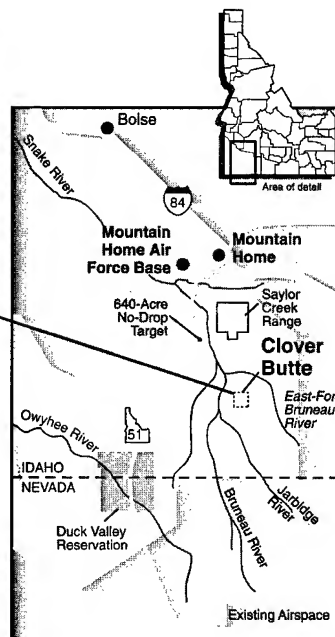 Area of detail
Boise
Snake River
84
Mountain
Home Air
Force Base
Mountain
Home
640-Acre
No-Drop
Target
Saylor
Creek
Range
Clover
Butte
East-For
Bruneau
River
Owyhee River
51
IDAHO
NEVADA
Duck Valley
Reservation
Bruneau River
Jarbidge
River
Existing Airspace